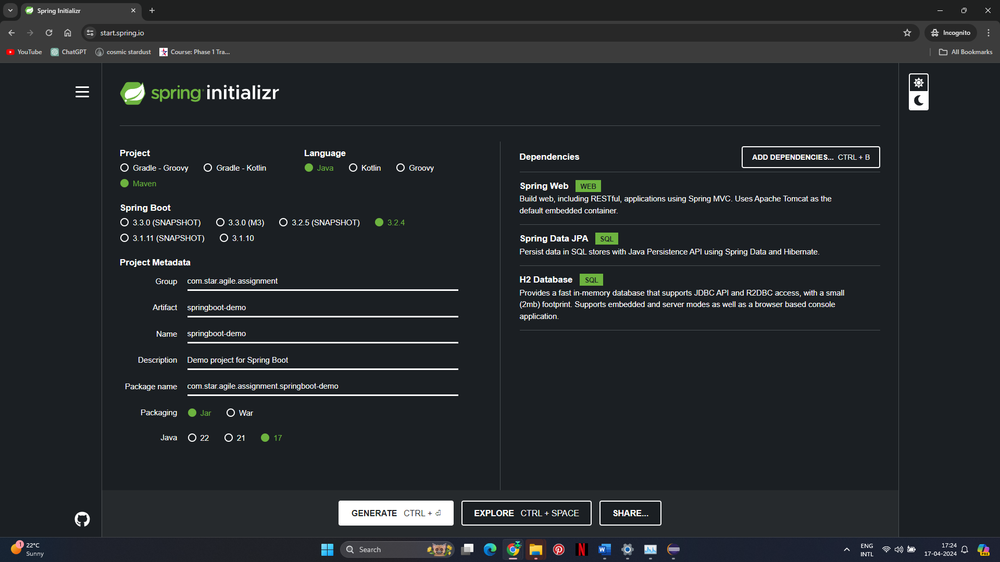 Spring Initializr
start.spring.io
Incognito
YouTube
ChatGPT
cosmic stardust
Course: Phase 1 Tra...
All Bookmarks
spring initializr
Project
Gradle - Groovy
Gradle - Kotlin
Maven
Language
Java
Kotlin
Groovy
Spring Boot
3.3.0 (SNAPSHOT)
3.3.0 (M3)
3.2.5 (SNAPSHOT)
3.2.4
3.1.11 (SNAPSHOT)
3.1.10
Project Metadata
Group com.star.agile.assignment
Artifact springboot-demo
Name springboot-demo
Description Demo project for Spring Boot
Package name com.star.agile.assignment.springboot-demo
Packaging Jar War
Java 22 21 17
Dependencies
ADD DEPENDENCIES... CTRL + B
Spring Web WEB
Build web, including RESTful, applications using Spring MVC. Uses Apache Tomcat as the
default embedded container.
Spring Data JPA SQL
Persist data in SQL stores with Java Persistence API using Spring Data and Hibernate.
H2 Database SQL
Provides a fast in-memory database that supports JDBC API and R2DBC access, with a small
(2mb) footprint. Supports embedded and server modes as well as a browser based console
application.
GENERATE CTRL + ⏎
EXPLORE CTRL + SPACE
SHARE...
1
22°C
Sunny
Search
N
W
ENG
INTL
17:24
17-04-2024
PRE